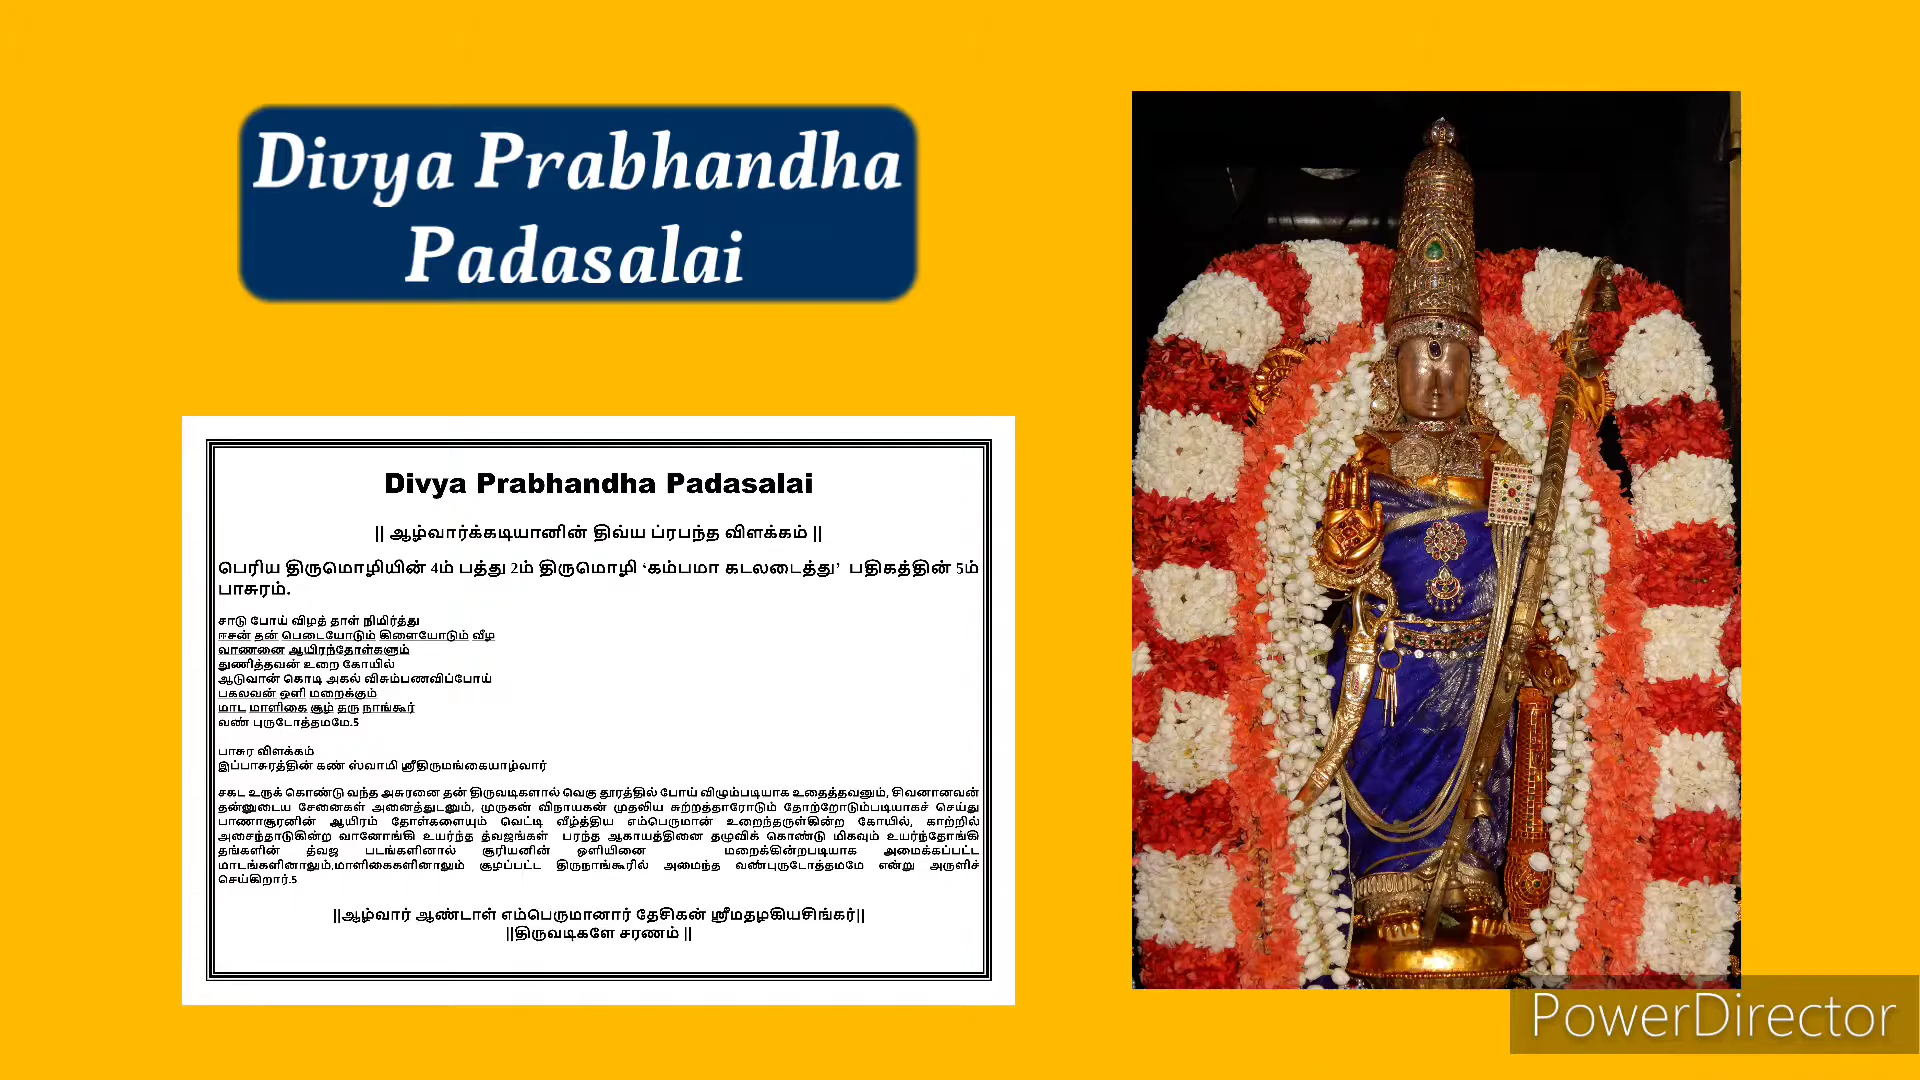 Divya Prabhandha
Padasalai
Divya Prabhandha Padasalai
|| ஆழ்வார்க்கடியானின் திவ்ய ப்ரபந்த விளக்கம் ||
பெரிய திருமொழியின் 4ம் பத்து 2ம் திருமொழி ‘கம்பமா கடலடைத்து’ பதிகத்தின் 5ம்
பாசுரம்.
சாடு போய் விழத் தாள் நிமிர்த்து
ஈசன் தன் பெடையோடும் கிளையோடும் வீழ
வாணனை ஆயிரந்தோள்களும்
துணித்தவன் உறை கோயில்
ஆடுவான் கொடி அகல் விசும்பணவிப்போய்
பகலவன் ஒளி மறைக்கும்
மாட மாளிகை சூழ் தரு நாங்கூர்
வண் புருடோத்தமமே.5
பாசுர விளக்கம்
இப்பாசுரத்தின் கண் ஸ்வாமி ஸ்ரீதிருமங்கையாழ்வார்
சகட உருக் கொண்டு வந்த அசுரனை தன் திருவடிகளால் வெகு தூரத்தில் போய் விழும்படியாக உதைத்தவனும், சிவனானவன்
தன்னுடைய சேனைகள் அனைத்துடனும், முருகன் விநாயகன் முதலிய சுற்றத்தாரோடும் தோற்றோடும்படியாகச் செய்து
பாணாசூரனின் ஆயிரம் தோள்களையும் வெட்டி வீழ்த்திய எம்பெருமான் உறைந்தருள்கின்ற கோயில், காற்றில்
அசைந்தாடுகின்ற வானோங்கி உயர்ந்த த்வஜங்கள் பரந்த ஆகாயத்தினை தழுவிக் கொண்டு மிகவும் உயர்ந்தோங்கி
தங்களின் த்வஜ படங்களினால் சூரியனின் ஒளியினை மறைக்கின்றபடியாக அமைக்கப்பட்ட
மாடங்களினாலும்,மாளிகைகளினாலும் சூழப்பட்ட திருநாங்கூரில் அமைந்த வண்புருடோத்தமமே என்று அருளிச்
செய்கிறார்.5
||ஆழ்வார் ஆண்டாள் எம்பெருமானார் தேசிகன் ஸ்ரீமதழகியசிங்கர்||
||திருவடிகளே சரணம் ||
PowerDirector